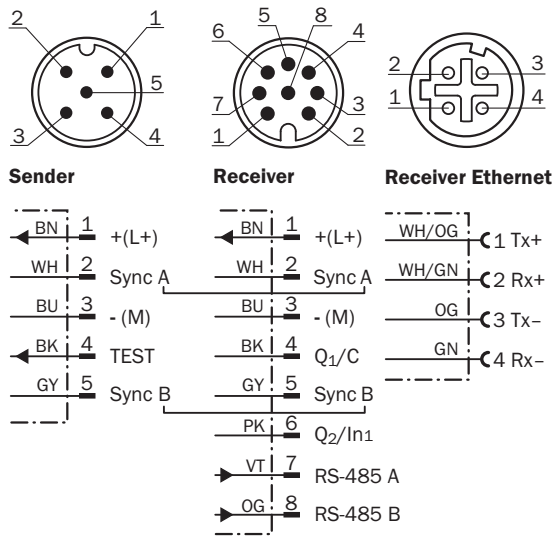 2 1
5
3 4
5 8
6 4
7 3
1 2
2 3
1 4
Sender
BN 1 +(L+)
WH 2 Sync A
BU 3 - (M)
BK 4 TEST
GY 5 Sync B
Receiver
BN 1 +(L+)
WH 2 Sync A
BU 3 - (M)
BK 4 Q1/C
GY 5 Sync B
PK 6 Q2/In1
VT 7 RS-485 A
OG 8 RS-485 B
Receiver Ethernet
WH/OG 1 Tx+
WH/GN 2 Rx+
OG 3 Tx–
GN 4 Rx–